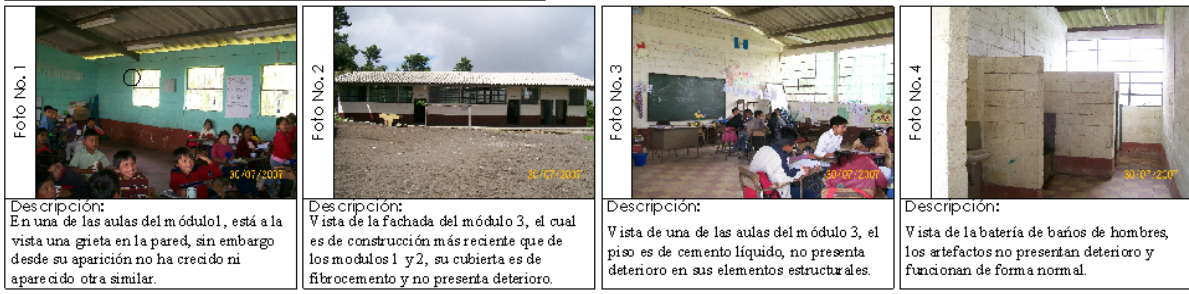 Foto No. 1
30/07/2007
Descripción:
En una de las aulas del módulo1, está a la
vista una grieta en la pared, sin embargo
desde su aparición no ha crecido ni
aparecido otra similar.
Foto No. 2
30/07/2007
Descripción:
Vista de la fachada del módulo 3, el cual
es de construcción más reciente que de
los modulos 1 y 2, su cubierta es de
fibrocemento y no presenta deterioro.
Foto No. 3
30/07/2007
Descripción:
Vista de una de las aulas del módulo 3, el
piso es de cemento líquido, no presenta
deterioro en sus elementos estructurales.
Foto No. 4
30/07/2007
Descripción:
Vista de la batería de baños de hombres,
los artefactos no presentan deterioro y
funcionan de forma normal.